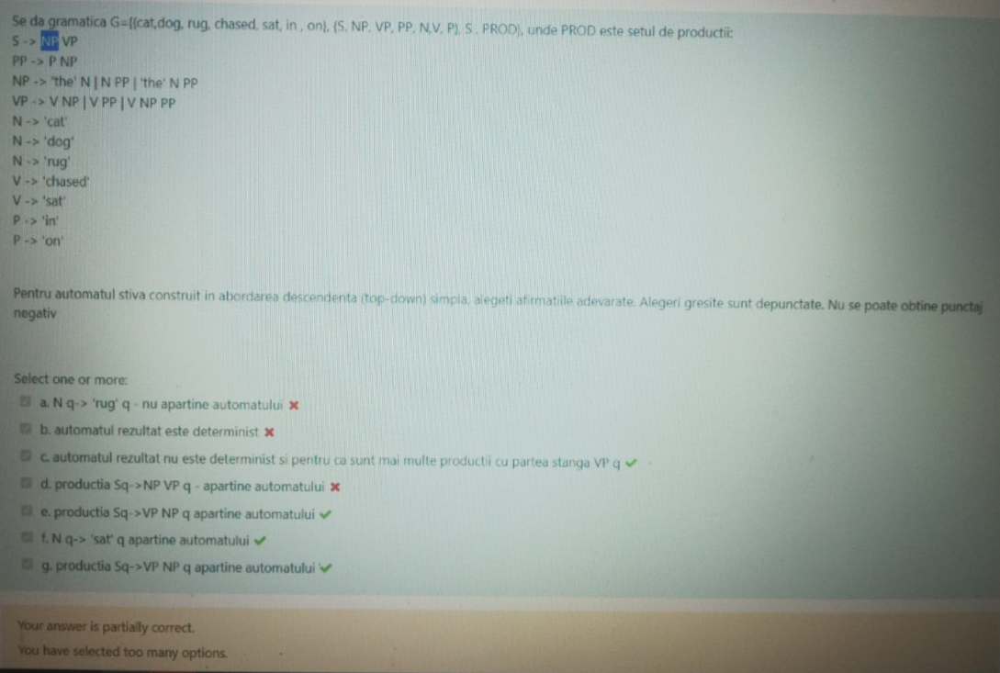 Se da gramatica G=({cat,dog, rug, chased, sat, in , on}, {S, NP, VP, PP, N,V, P}, S , PROD), unde PROD este setul de productii:
S -> NP VP
PP -> P NP
NP -> 'the' N | N PP | 'the' N PP
VP -> V NP | V PP | V NP PP
N -> 'cat'
N -> 'dog'
N -> 'rug'
V -> 'chased'
V -> 'sat'
P -> 'in'
P -> 'on'
Pentru automatul stiva construit in abordarea descendenta (top-down) simpla, alegeti afirmatiile adevarate. Alegeri gresite sunt depunctate. Nu se poate obtine punctaj
negativ
Select one or more:
a. N q-> 'rug' q - nu apartine automatului
b. automatul rezultat este determinist
c. automatul rezultat nu este determinist si pentru ca sunt mai multe productii cu partea stanga VP q
d. productia Sq->NP VP q - apartine automatului
e. productia Sq->VP NP q apartine automatului
f. N q-> 'sat' q apartine automatului
g. productia Sq->VP NP q apartine automatului
Your answer is partially correct.
You have selected too many options.